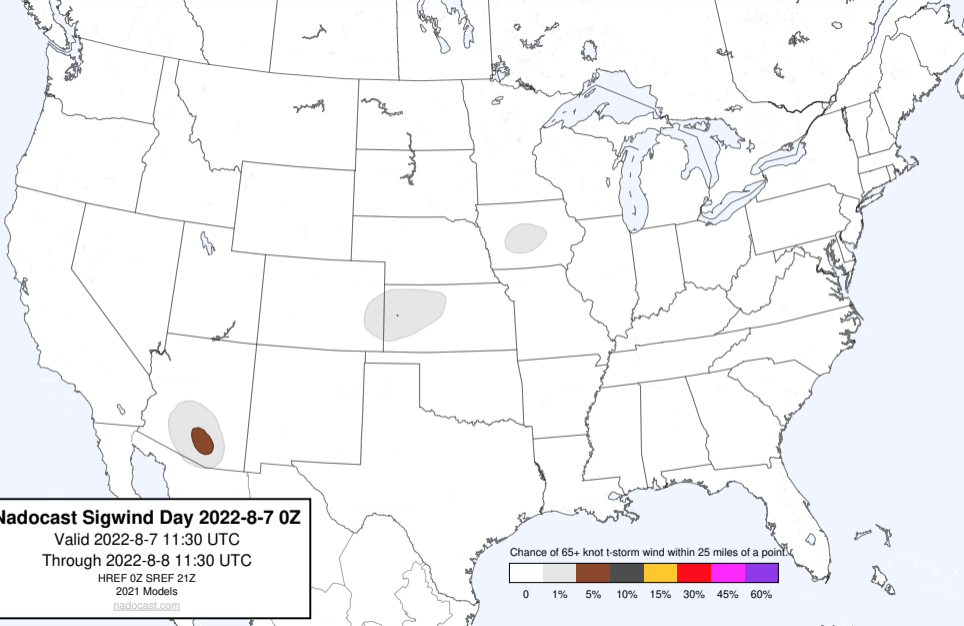 Nadocast Sigwind Day 2022-8-7 0Z
Valid 2022-8-7 11:30 UTC
Through 2022-8-8 11:30 UTC
HREF 0Z SREF 21Z
2021 Models
nadocast.com
Chance of 65+ knot t-storm wind within 25 miles of a point.
0 1% 5% 10% 15% 30% 45% 60%